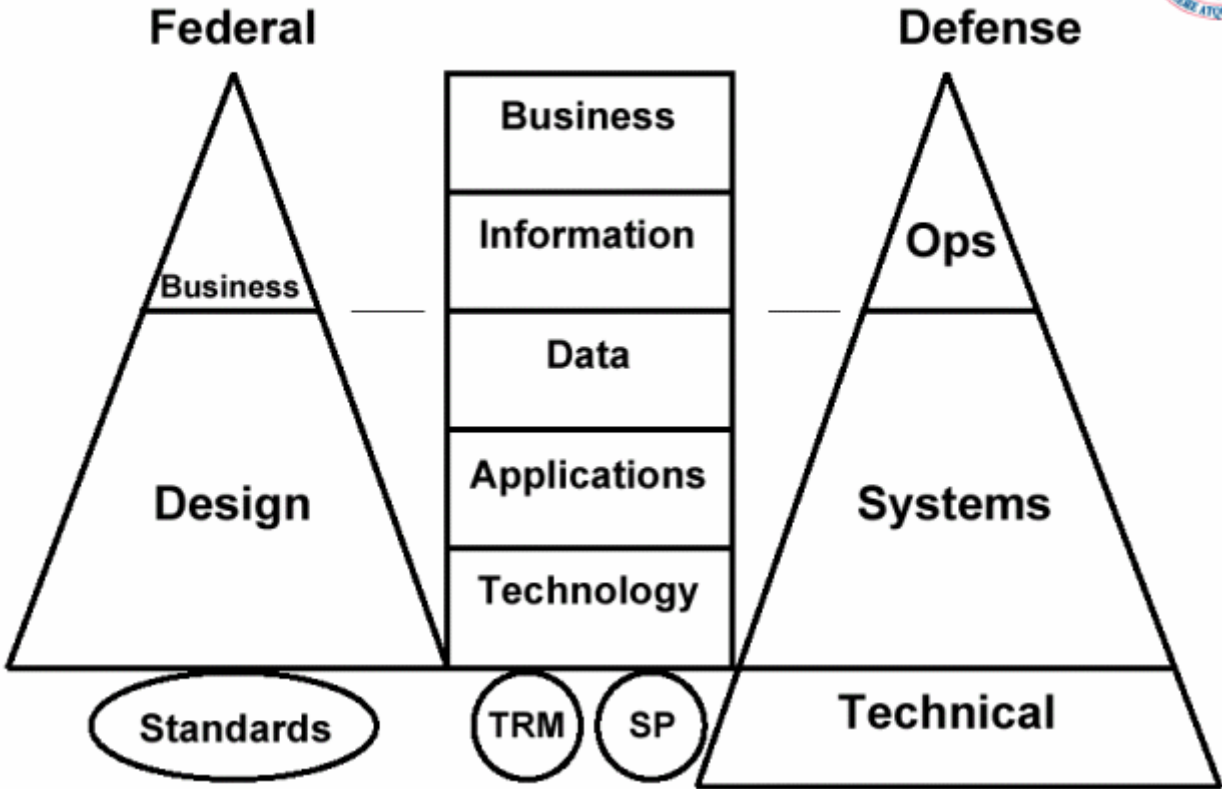 Federal
Defense
Business
Information
Data
Applications
Technology
Business
Design
Ops
Systems
Standards
TRM
SP
Technical